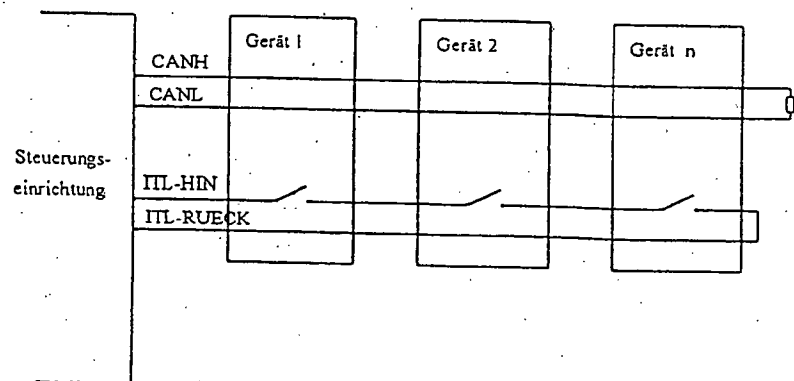 Gerät 1
Gerät 2
Gerät n
CANH
CANL
Steuerungs-
einrichtung
ITL-HIN
ITL-RUECK